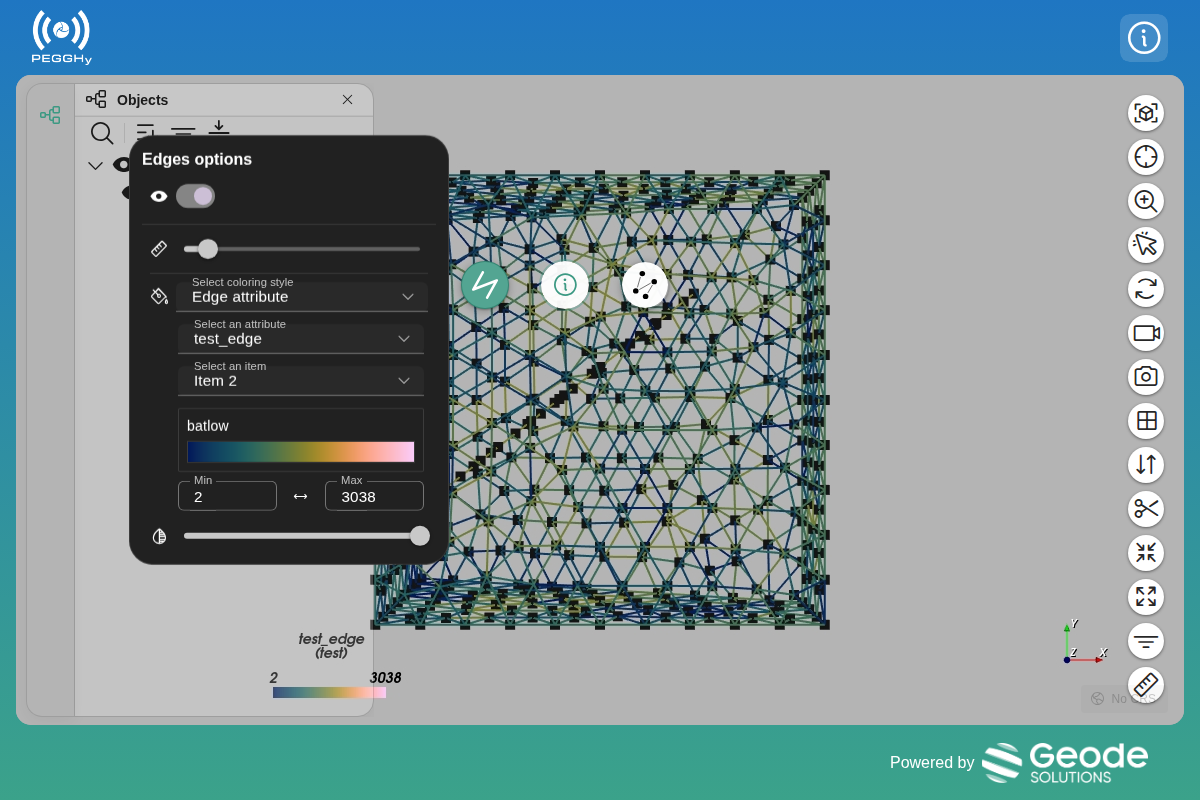 PEGGHy
Objects
Edges options
Select coloring style
Edge attribute
Select an attribute
test_edge
Select an item
Item 2
batlow
Min
2
Max
3038
test_edge
(test)
2
3038
Y
Z
X
No CRS
Powered by
Geode
SOLUTIONS